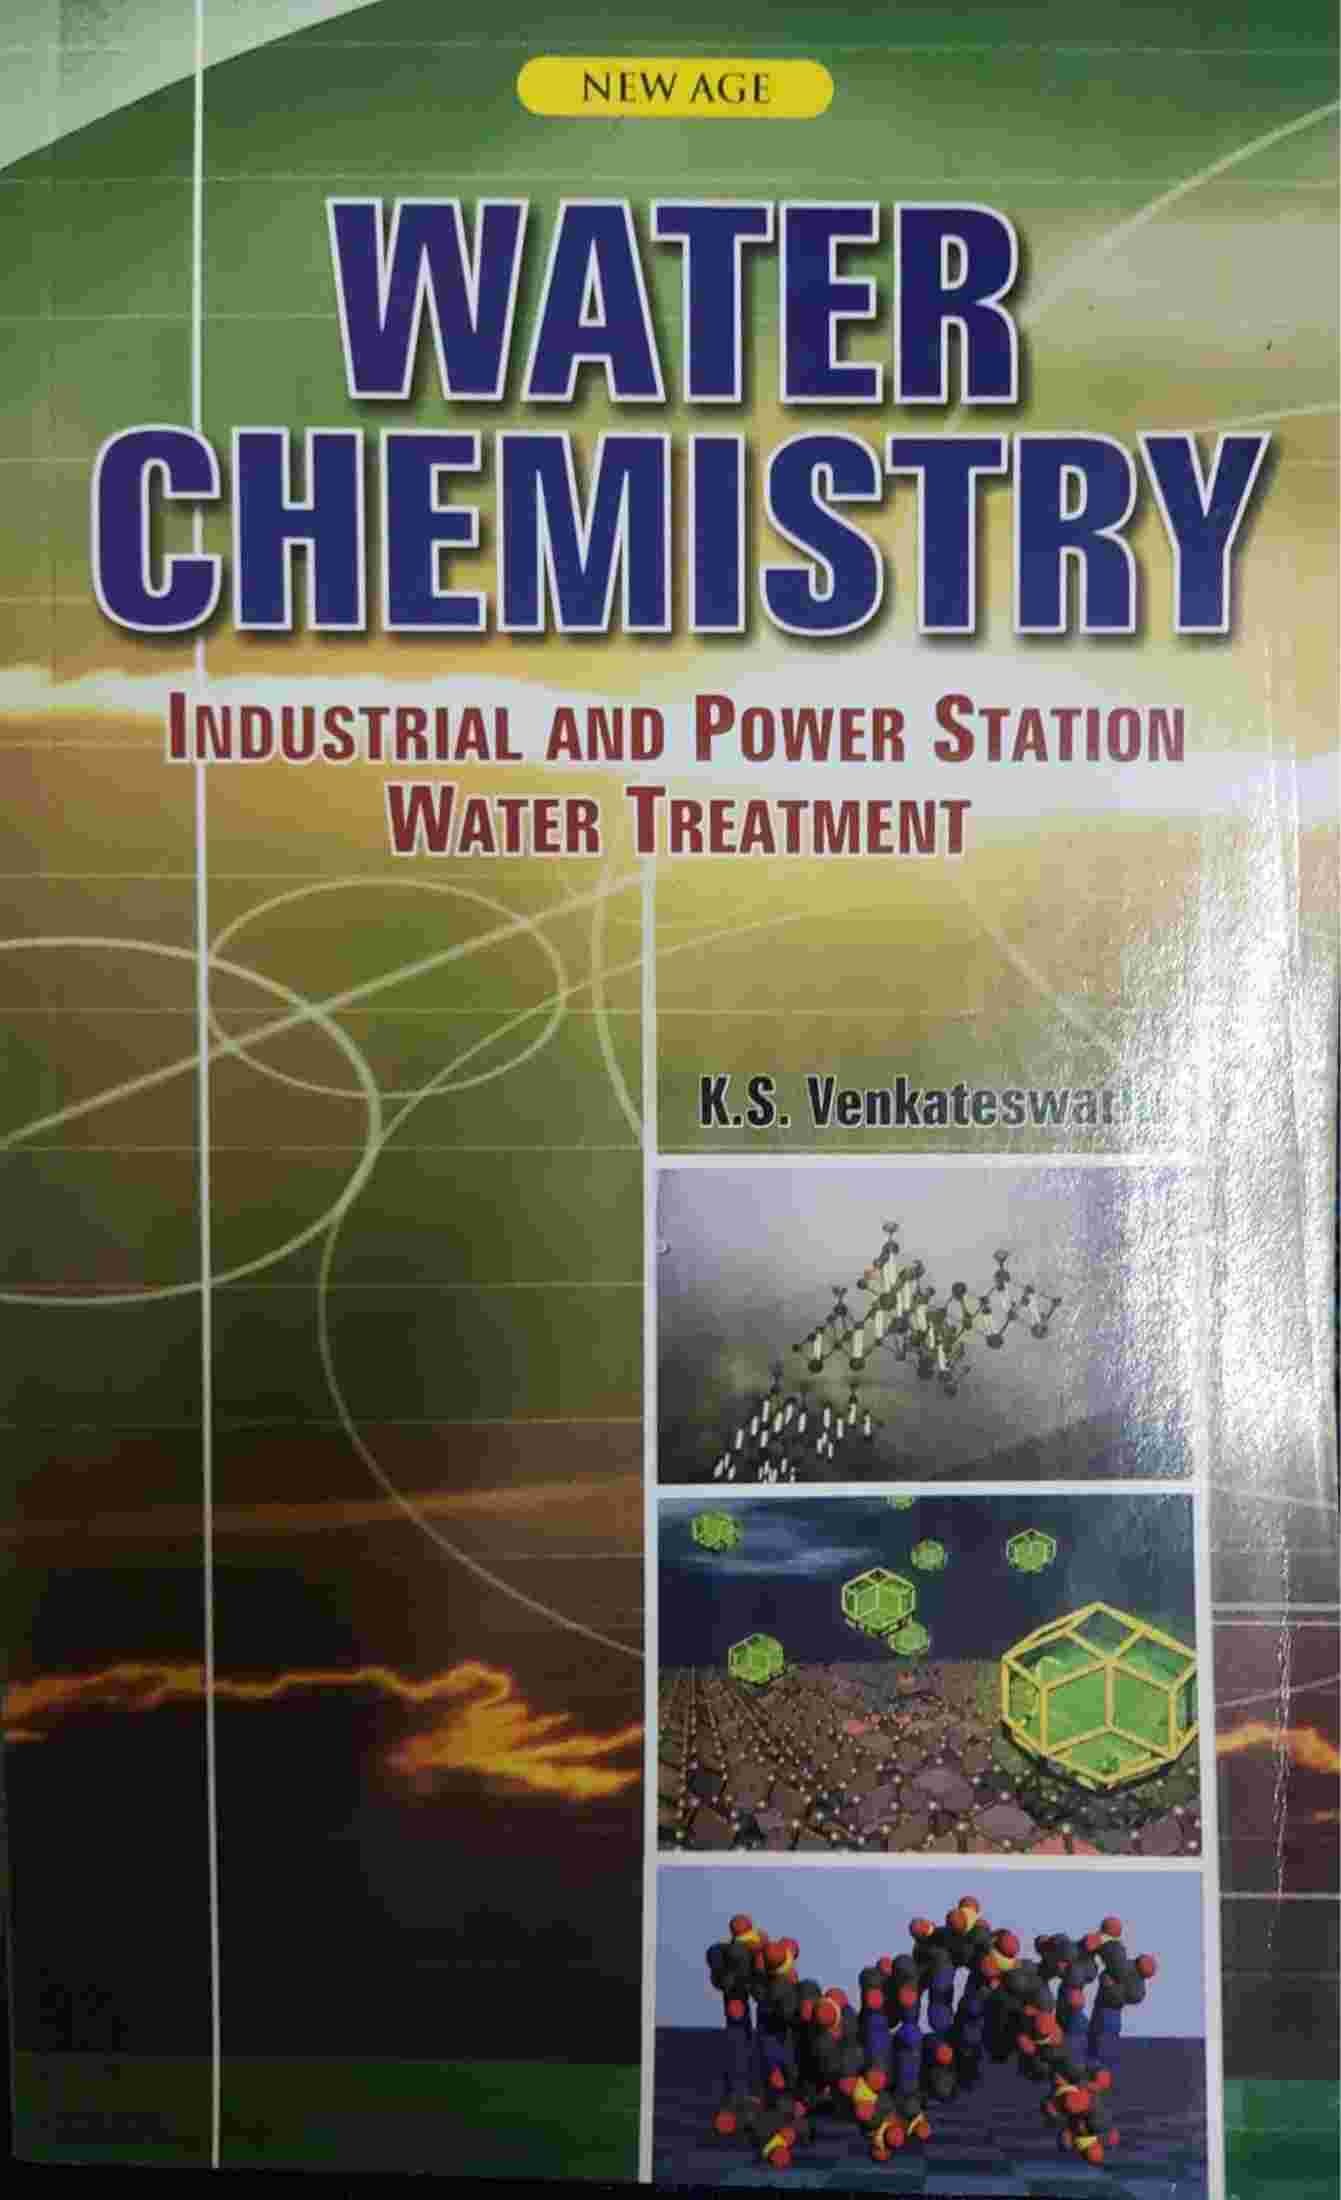 NEW AGE
WATER
CHEMISTRY
INDUSTRIAL AND POWER STATION
WATER TREATMENT
K.S.